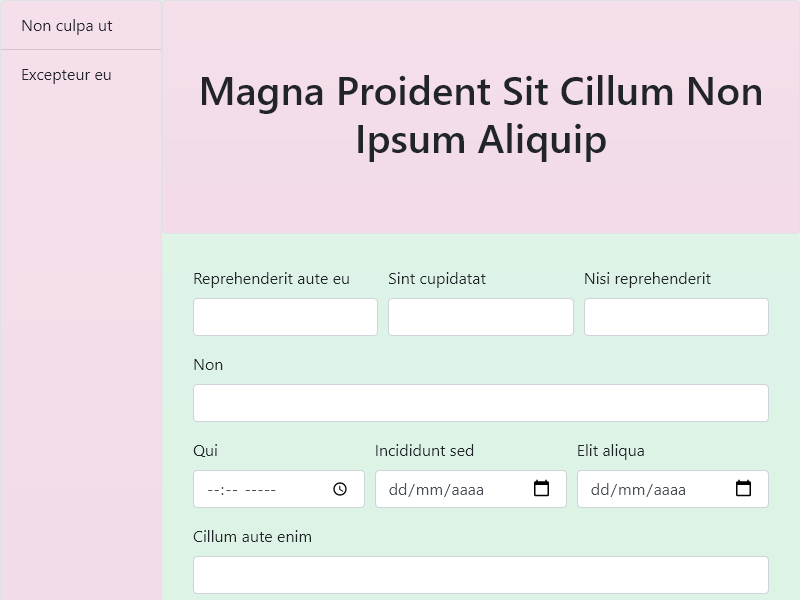 Non culpa ut
Excepteur eu
Magna Proident Sit Cillum Non
Ipsum Aliquip
Reprehenderit aute eu
Sint cupidatat
Nisi reprehenderit
Non
Qui
Incididunt sed
Elit aliqua
--:-- -----
dd/mm/aaaa
dd/mm/aaaa
Cillum aute enim